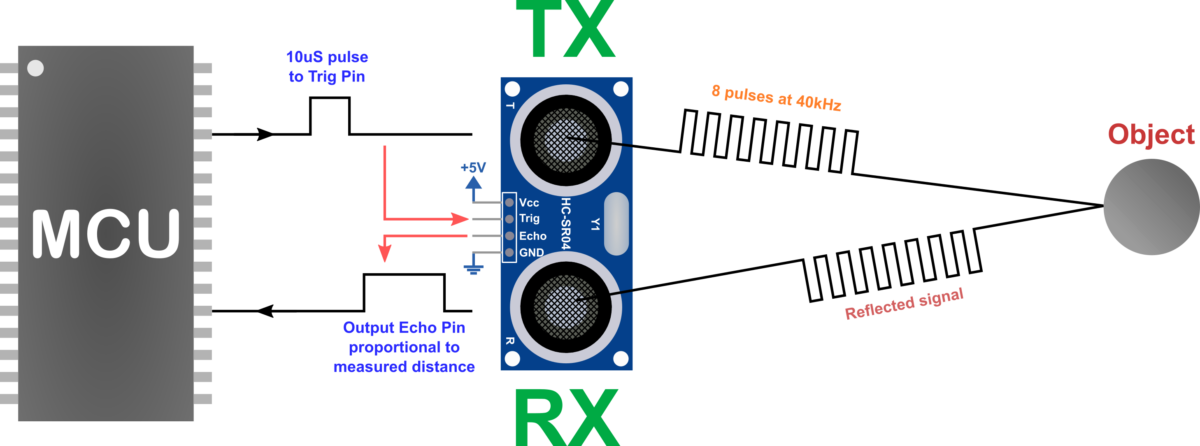 TX
10uS pulse
to Trig Pin
8 pulses at 40kHz
Object
T
+5V
Vcc
Trig
Echo
GND
HC-SR04
Y1
MCU
Reflected signal
Output Echo Pin
proportional to
measured distance
R
RX